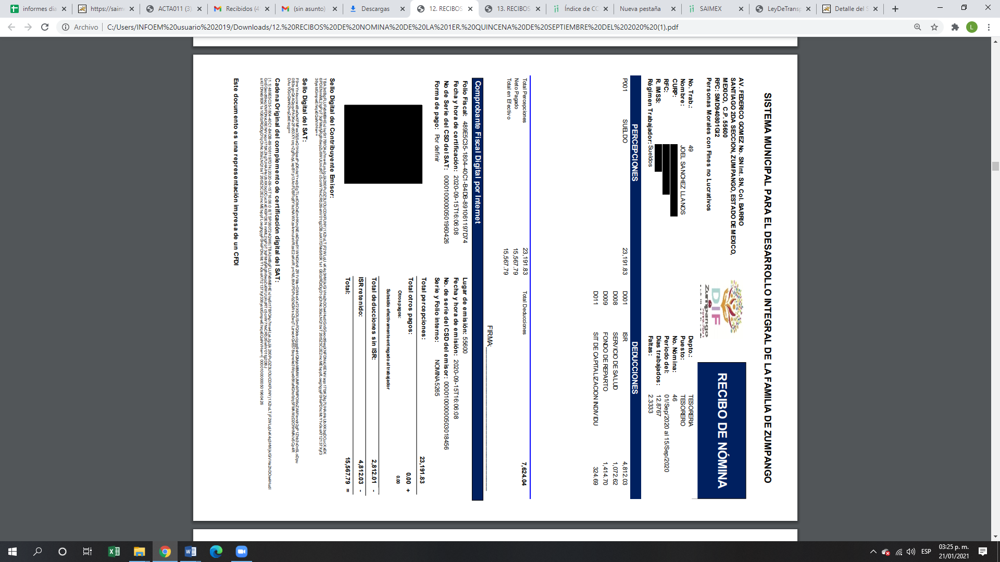 informes dia
https://saim
ACTA011 (3)
Recibidos (4
(sin asunto)
Descargas
12. RECIBOS
13. RECIBOS
Índice de CC
Nueva pestaña
SAIMEX
LeyDeTransp
Detalle del S
Archivo
C:/Users/INFOEM%20usuario%202019/Downloads/12.%20RECIBOS%20DE%20NOMINA%20DE%20LA%201ER.%20QUINCENA%20DE%20SEPTIEMBRE%20DEL%202020%20(1).pdf
L
SISTEMA MUNICIPAL PARA EL DESARROLLO INTEGRAL DE LA FAMILIA DE ZUMPANGO
AV. FEDERICO GOMEZ No. SN Int. SN, Col. BARRIO
SANTIAGO 2DA SECCION, ZUMPANGO, ESTADO DE MEXICO,
MEXICO, C.P. 55600
RFC: SMI940801GI2
Personas Morales con Fines no Lucrativos
DIF
Zumpango
RECIBO DE NÓMINA
No. Trab.: 49
Nombre: JOEL SANCHEZ LLANOS
CURP:
RFC:
R. IMSS:
Régimen Trabajador: Sueldos
Depto.: TESORERIA
Puesto: TESORERO
No. Nómina: 46
Periodo del: 01/Sep/2020 al 15/Sep/2020
Dias trabajados: 12.8767
Faltas: 2.3333
PERCEPCIONES
DEDUCCIONES
P001 SUELDO 23,191.83
D001 ISR 4,812.03
D008 SERVICIO DE SALUD 1,072.62
D009 FONDO DE REPARTO 1,414.70
D011 SIT DE CAPITALIZACION INDIVIDU 324.69
Total Percepciones 23,191.83
Total Deducciones 7,624.04
Neto Pagado 15,567.79
Total en Efectivo 15,567.79
FIRMA:
Comprobante Fiscal Digital por Internet
Folio Fiscal: 489E5C35-1804-40C1-B4DB-891061197D74
Fecha y hora de certificación: 2020-09-15T16:06:08
No de Serie del CSD del SAT: 00001000000501960426
Forma de pago: Por definir
Lugar de emisión: 55600
Fecha y hora de emisión: 2020-09-15T16:06:08
No. de serie del CSD del emisor: 00001000000503018456
Serie y Folio interno: NOMINA 5265
Total percepciones: 23,191.83
Total otros pagos: 0.00 +
Otros pagos:
Subsidio efectivamente entregado al trabajador 0.00
Total deducciones sin ISR: 2,812.01 -
ISR retenido: 4,812.03 -
Total: 15,567.79 =
Sello Digital del Contribuyente Emisor:
Sello Digital del SAT:
Cadena Original del complemento de certificación digital del SAT:
Este documento es una representación impresa de un CFDI
ESP
03:25 p. m.
21/01/2021